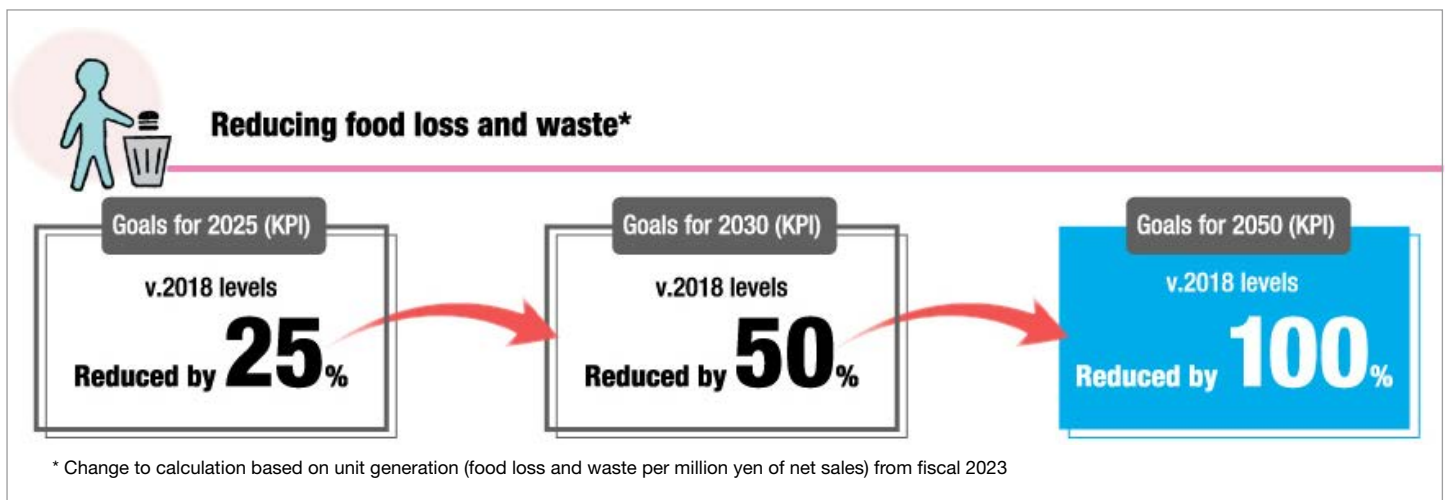 Reducing food loss and waste*
Goals for 2025 (KPI)
v.2018 levels
Reduced by 25%
Goals for 2030 (KPI)
v.2018 levels
Reduced by 50%
Goals for 2050 (KPI)
v.2018 levels
Reduced by 100%
* Change to calculation based on unit generation (food loss and waste per million yen of net sales) from fiscal 2023